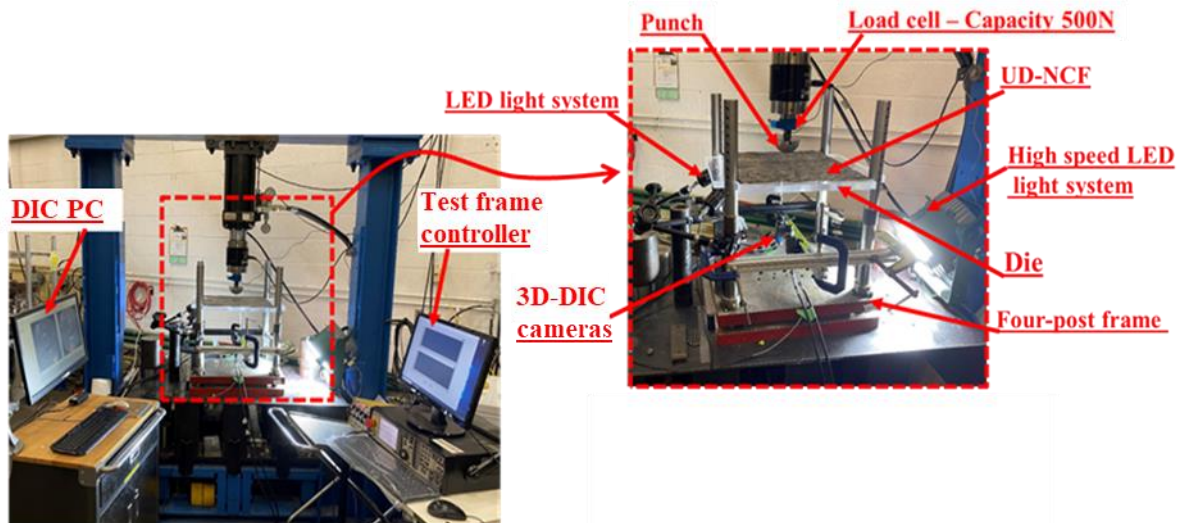 Punch
Load cell – Capacity 500N
LED light system
UD-NCF
High speed LED
light system
DIC PC
Test frame
controller
3D-DIC
cameras
Die
Four-post frame